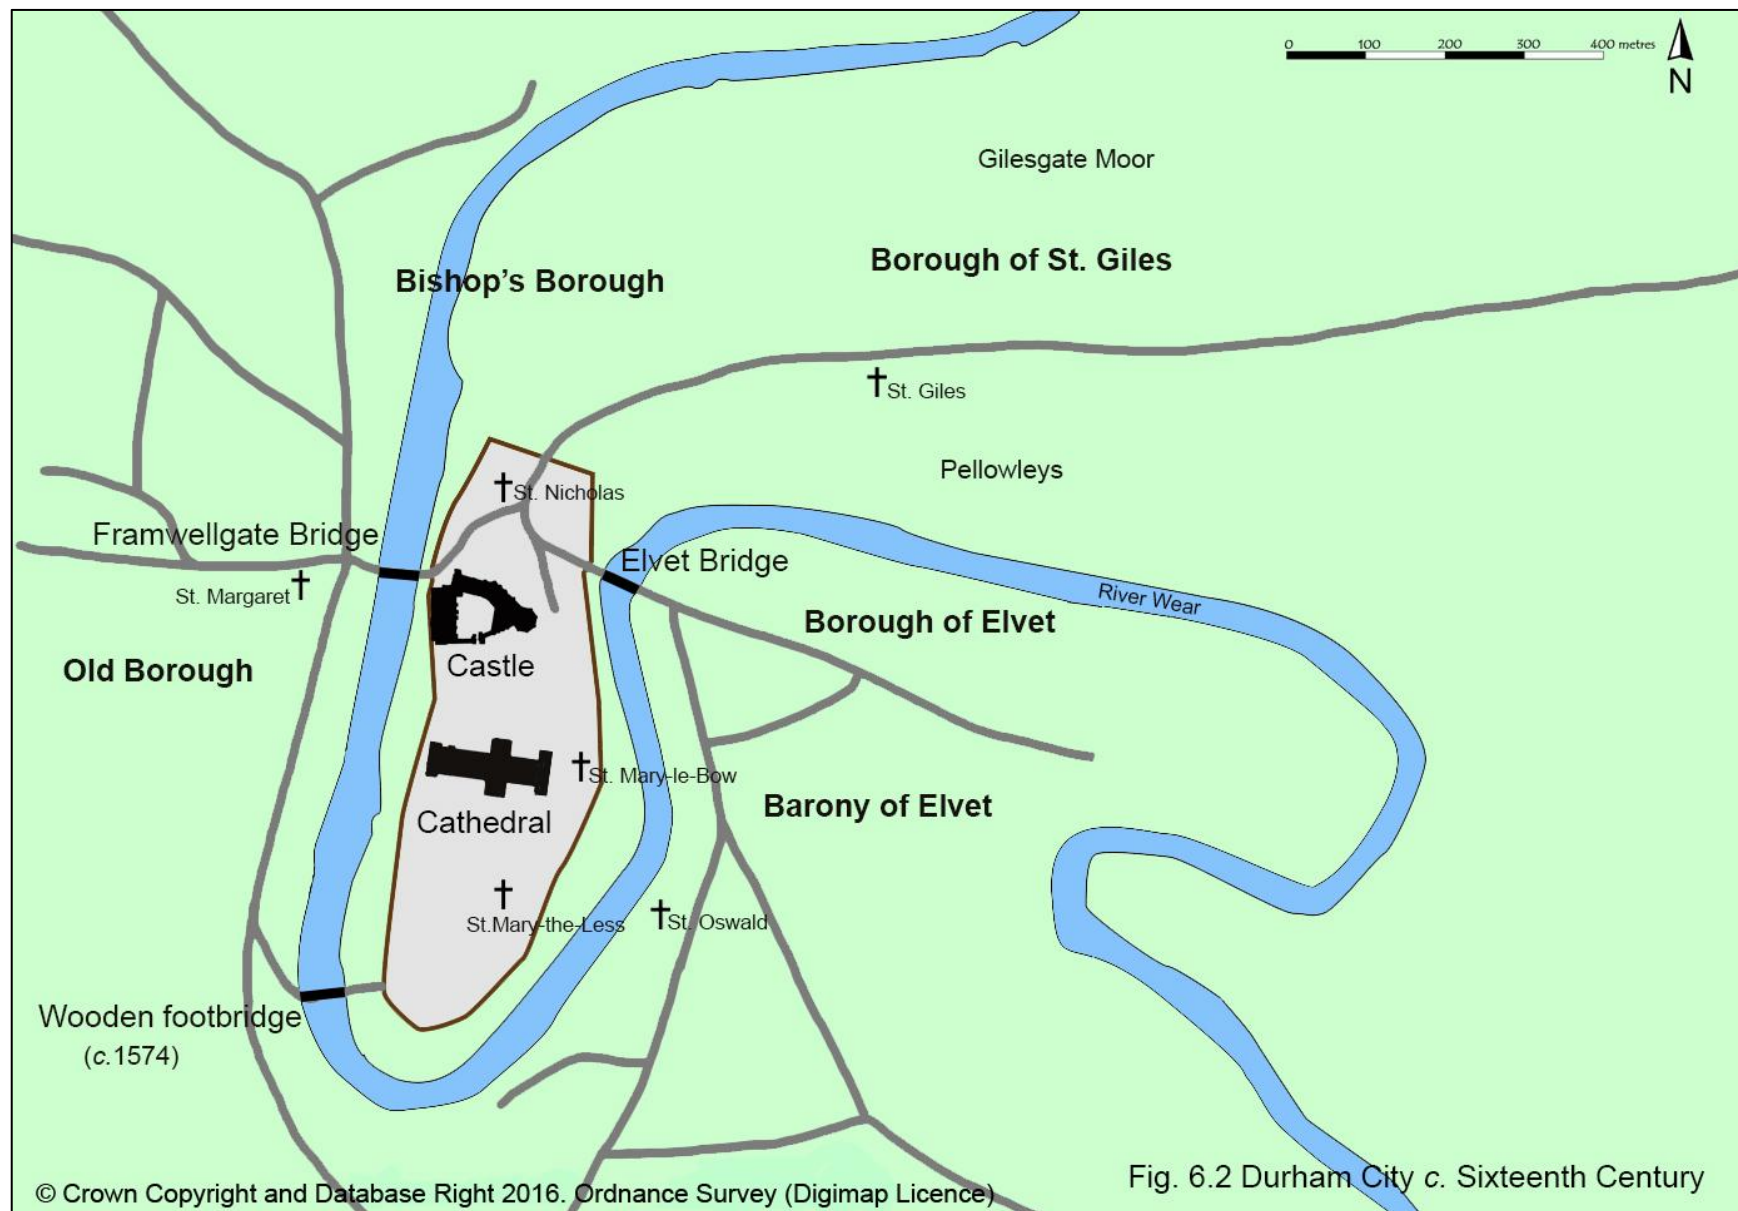 0 100 200 300 400 metres
N
Gilesgate Moor
Borough of St. Giles
Bishop's Borough
St. Giles
Pellowleys
St. Nicholas
Framwellgate Bridge
Elvet Bridge
St. Margaret
River Wear
Borough of Elvet
Old Borough
Castle
St. Mary-le-Bow
Barony of Elvet
Cathedral
St.Mary-the-Less
St. Oswald
Wooden footbridge
(c.1574)
Fig. 6.2 Durham City c. Sixteenth Century
© Crown Copyright and Database Right 2016. Ordnance Survey (Digimap Licence)